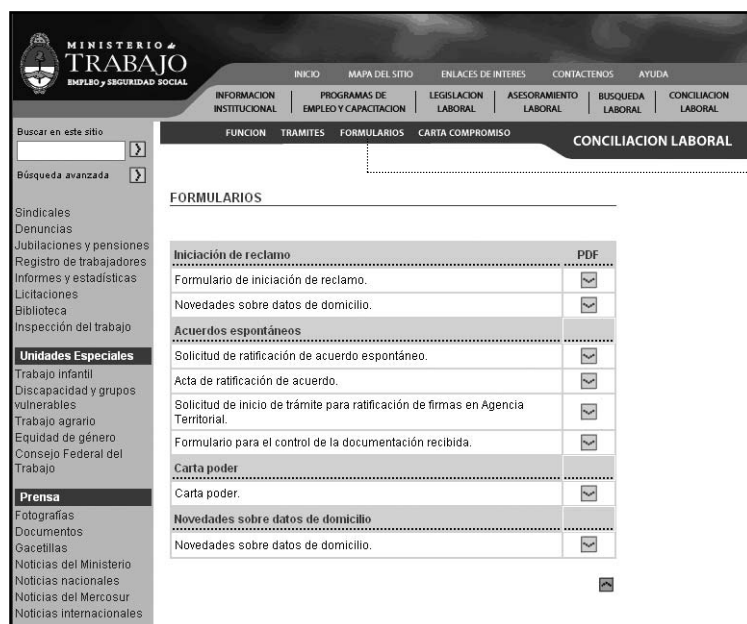 MINISTERIO de
TRABAJO
EMPLEO y SEGURIDAD SOCIAL
INICIO MAPA DEL SITIO ENLACES DE INTERES CONTACTENOS AYUDA
INFORMACION INSTITUCIONAL
PROGRAMAS DE EMPLEO Y CAPACITACION
LEGISLACION LABORAL
ASESORAMIENTO LABORAL
BUSQUEDA LABORAL
CONCILIACION LABORAL
FUNCION TRAMITES FORMULARIOS CARTA COMPROMISO
CONCILIACION LABORAL
Buscar en este sitio
Búsqueda avanzada
Sindicales
Denuncias
Jubilaciones y pensiones
Registro de trabajadores
Informes y estadísticas
Licitaciones
Biblioteca
Inspección del trabajo
Unidades Especiales
Trabajo infantil
Discapacidad y grupos
vulnerables
Trabajo agrario
Equidad de género
Consejo Federal del
Trabajo
Prensa
Fotografías
Documentos
Gacetillas
Noticias del Ministerio
Noticias nacionales
Noticias del Mercosur
Noticias internacionales
FORMULARIOS
Iniciación de reclamo PDF
Formulario de iniciación de reclamo.
Novedades sobre datos de domicilio.
Acuerdos espontáneos
Solicitud de ratificación de acuerdo espontáneo.
Acta de ratificación de acuerdo.
Solicitud de inicio de trámite para ratificación de firmas en Agencia
Territorial.
Formulario para el control de la documentación recibida.
Carta poder
Carta poder.
Novedades sobre datos de domicilio
Novedades sobre datos de domicilio.